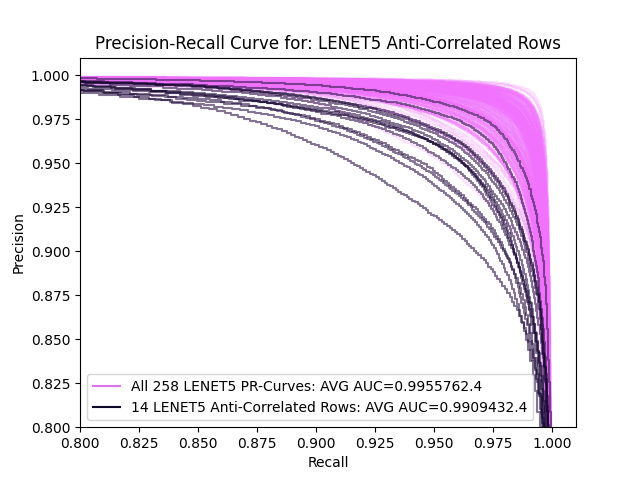 Precision-Recall Curve for: LENET5 Anti-Correlated Rows
Precision
1.000
0.975
0.950
0.925
0.900
0.875
0.850
0.825
0.800
All 258 LENET5 PR-Curves: AVG AUC=0.9955762.4
14 LENET5 Anti-Correlated Rows: AVG AUC=0.9909432.4
0.800 0.825 0.850 0.875 0.900 0.925 0.950 0.975 1.000
Recall